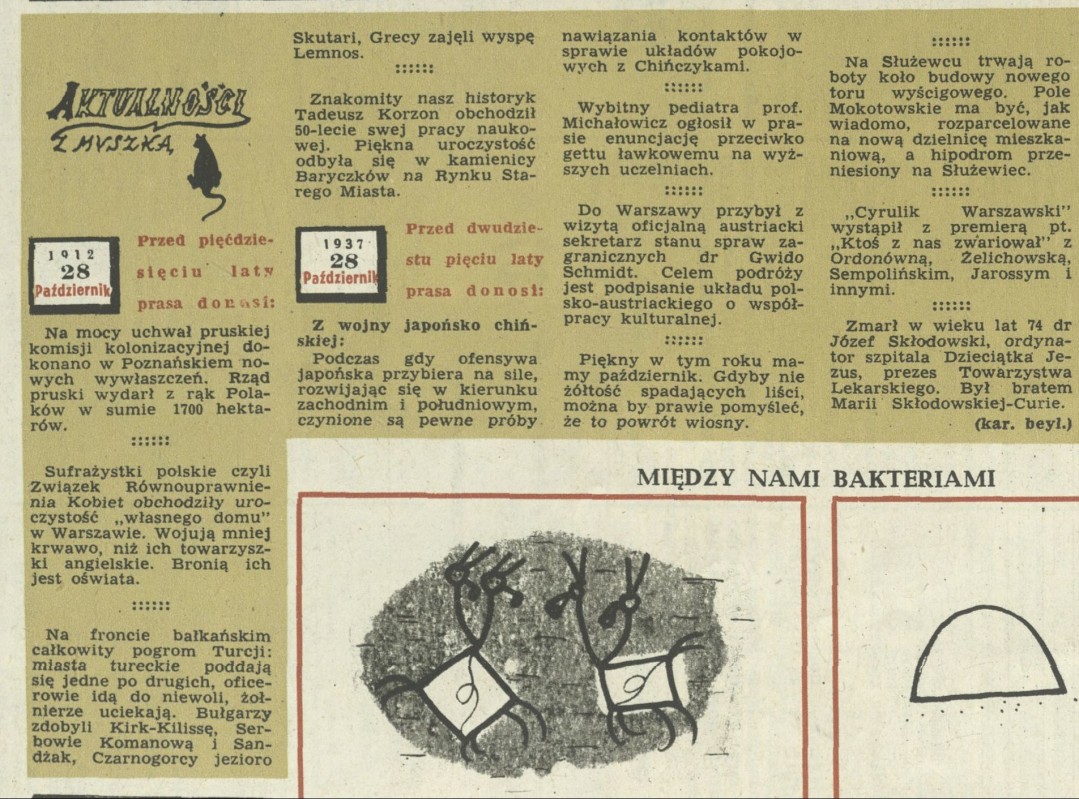 AKTUALNOŚCI
Z MYSZKĄ
1912
28
Październik
Przed pięćdzie-
sięciu laty
prasa donosi:
Na mocy uchwał pruskiej
komisji kolonizacyjnej do-
konano w Poznańskiem no-
wych wywłaszczeń. Rząd
pruski wydarł z rąk Pola-
ków w sumie 1700 hekta-
rów.
::::::
Sufrażystki polskie czyli
Związek Równouprawnie-
nia Kobiet obchodziły uro-
czystość „własnego domu”
w Warszawie. Wojują mniej
krwawo, niż ich towarzysz-
ki angielskie. Bronią ich
jest oświata.
::::::
Na froncie bałkańskim
całkowity pogrom Turcji:
miasta tureckie poddają
się jedne po drugich, ofice-
rowie idą do niewoli, żoł-
nierze uciekają. Bułgarzy
zdobyli Kirk-Kilissę, Ser-
bowie Komanową i San-
dżak, Czarnogorcy jezioro
Skutari, Grecy zajęli wyspę
Lemnos.
::::::
Znakomity nasz historyk
Tadeusz Korzon obchodził
50-lecie swej pracy nauko-
wej. Piękna uroczystość
odbyła się w kamienicy
Baryczków na Rynku Sta-
rego Miasta.
1937
28
Październik
Przed dwudzie-
stu pięciu laty
prasa donosi:
Z wojny japońsko chiń-
skiej:
Podczas gdy ofensywa
japońska przybiera na sile,
rozwijając się w kierunku
zachodnim i południowym,
czynione są pewne próby
nawiązania kontaktów w
sprawie układów pokojo-
wych z Chińczykami.
::::::
Wybitny pediatra prof.
Michałowicz ogłosił w pra-
sie enuncjację przeciwko
gettu ławkowemu na wyż-
szych uczelniach.
::::::
Do Warszawy przybył z
wizytą oficjalną austriacki
sekretarz stanu spraw za-
granicznych dr Gwido
Schmidt. Celem podróży
jest podpisanie układu pol-
sko-austriackiego o współ-
pracy kulturalnej.
::::::
Piękny w tym roku ma-
my październik. Gdyby nie
żółtość spadających liści,
można by prawie pomyśleć,
że to powrót wiosny.
::::::
Na Służewcu trwają ro-
boty koło budowy nowego
toru wyścigowego. Pole
Mokotowskie ma być, jak
wiadomo, rozparcelowane
na nową dzielnicę mieszka-
niową, a hipodrom prze-
niesiony na Służewiec.
::::::
„Cyrulik Warszawski”
wystąpił z premierą pt.
„Ktoś z nas zwariował” z
Ordonówną, Żelichowską,
Sempolińskim, Jarossym i
innymi.
::::::
Zmarł w wieku lat 74 dr
Józef Skłodowski, ordyna-
tor szpitala Dzieciątka Je-
zus, prezes Towarzystwa
Lekarskiego. Był bratem
Marii Skłodowskiej-Curie.
(kar. beyl.)
MIĘDZY NAMI BAKTERIAMI